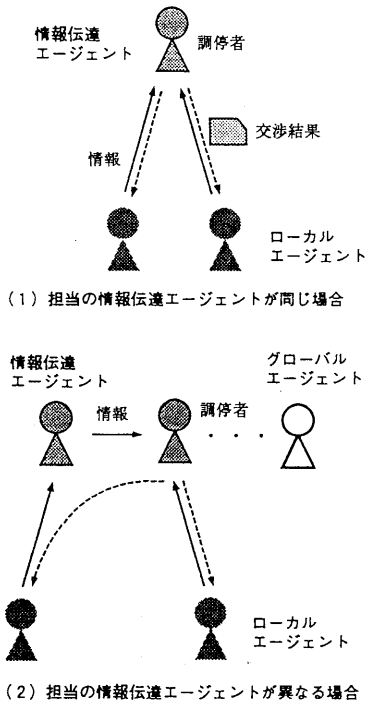 情報伝達
エージェント
調停者
情報
交渉結果
ローカル
エージェント
(1)担当の情報伝達エージェントが同じ場合
情報伝達
エージェント
グローバル
エージェント
情報
調停者
・・・
ローカル
エージェント
(2)担当の情報伝達エージェントが異なる場合